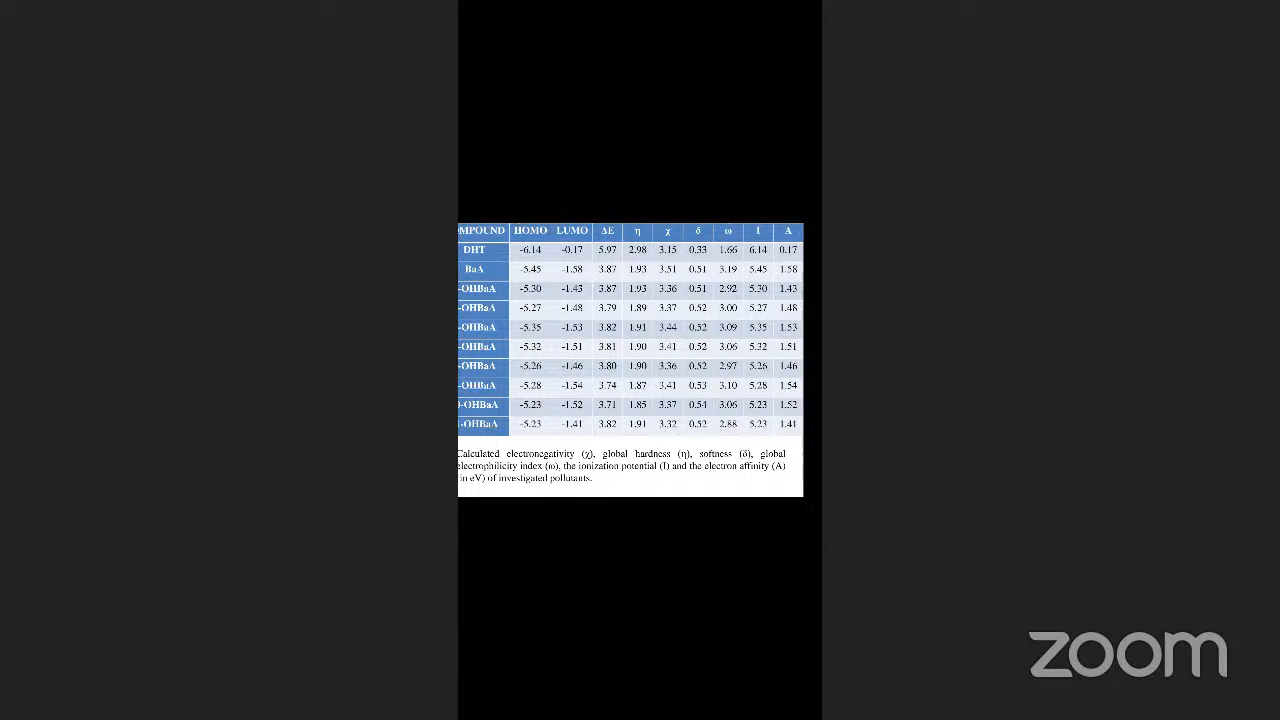 OMPOUND HOMO LUMO ΔE η χ δ ω I A
DHT -6.14 -0.17 5.97 2.98 3.15 0.33 1.66 6.14 0.17
BaA -5.45 -1.58 3.87 1.93 3.51 0.51 3.19 5.45 1.58
-OHBaA -5.30 -1.43 3.87 1.93 3.36 0.51 2.92 5.30 1.43
-OHBaA -5.27 -1.48 3.79 1.89 3.37 0.52 3.00 5.27 1.48
-OHBaA -5.35 -1.53 3.82 1.91 3.44 0.52 3.09 5.35 1.53
-OHBaA -5.32 -1.51 3.81 1.90 3.41 0.52 3.06 5.32 1.51
-OHBaA -5.26 -1.46 3.80 1.90 3.36 0.52 2.97 5.26 1.46
-OHBaA -5.28 -1.54 3.74 1.87 3.41 0.53 3.10 5.28 1.54
0-OHBaA -5.23 -1.52 3.71 1.85 3.37 0.54 3.06 5.23 1.52
1-OHBaA -5.23 -1.41 3.82 1.91 3.32 0.52 2.88 5.23 1.41
Calculated electronegativity (χ), global hardness (η), softness (δ), global
electrophilicity index (ω), the ionization potential (I) and the electron affinity (A)
in eV) of investigated pollutants.
zoom